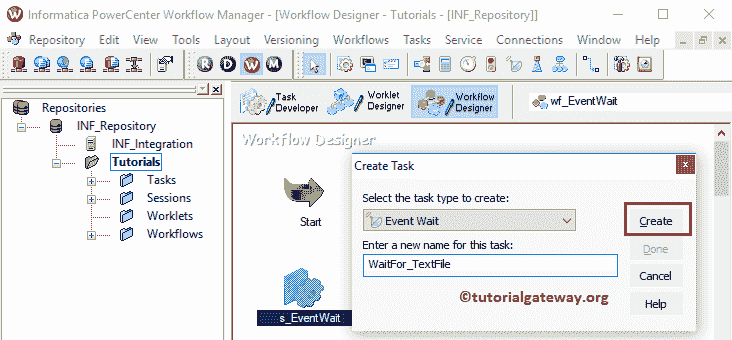 Informatica PowerCenter Workflow Manager - [Workflow Designer - Tutorials - [INF_Repository]]
Repository Edit View Tools Layout Versioning Workflows Tasks Service Connections Window Help
R D W M
Repositories
INF_Repository
INF_Integration
Tutorials
Tasks
Sessions
Worklets
Workflows
Task Developer
Worklet Designer
Workflow Designer
wf_EventWait
Workflow Designer
Start
s_EventWait
Create Task
Select the task type to create:
Event Wait
Create
Enter a new name for this task:
Done
WaitFor_TextFile
Cancel
©tutorialgateway.org
Help